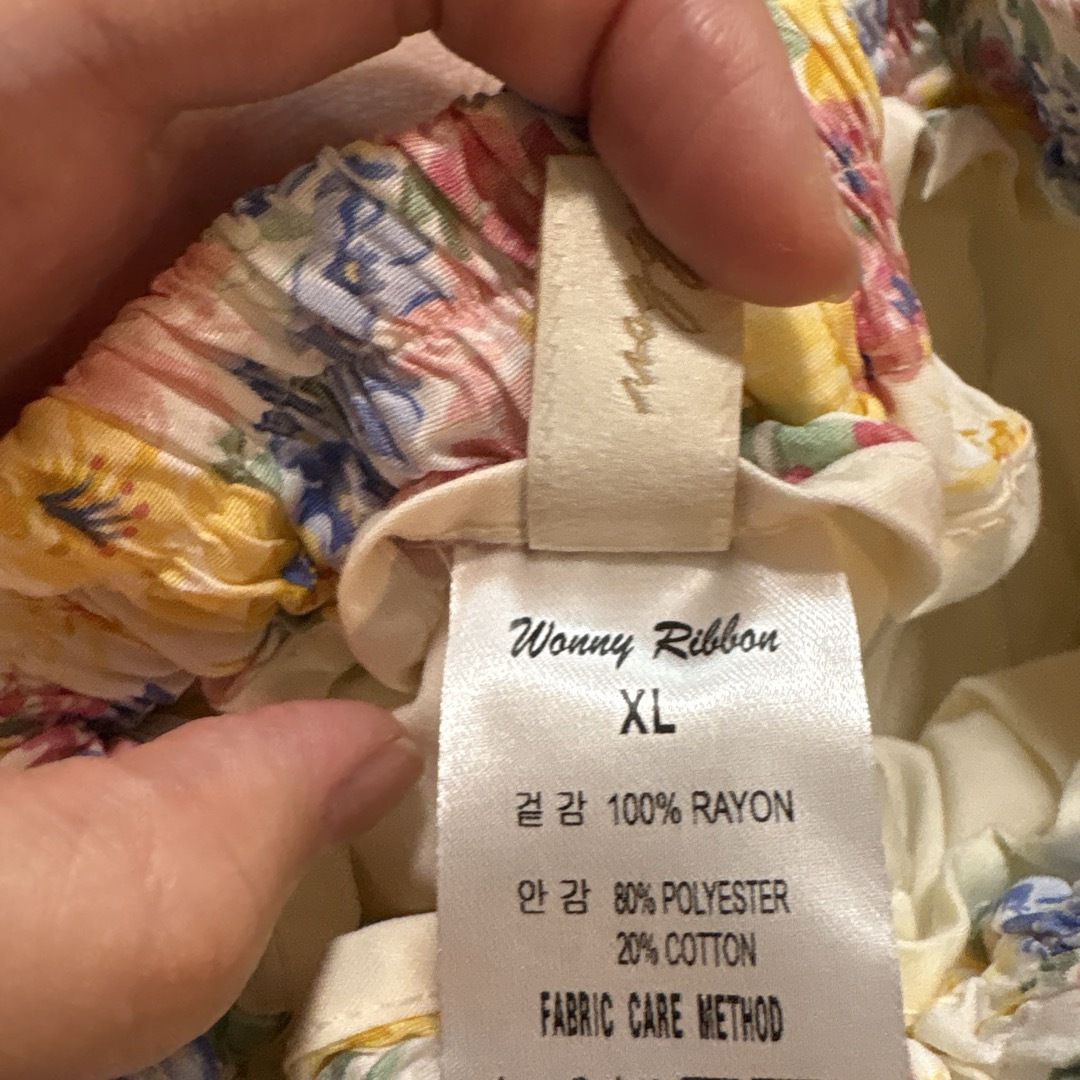 Wonny Ribbon
XL
겉감 100% RAYON
안감 80% POLYESTER
20% COTTON
FABRIC CARE METHOD